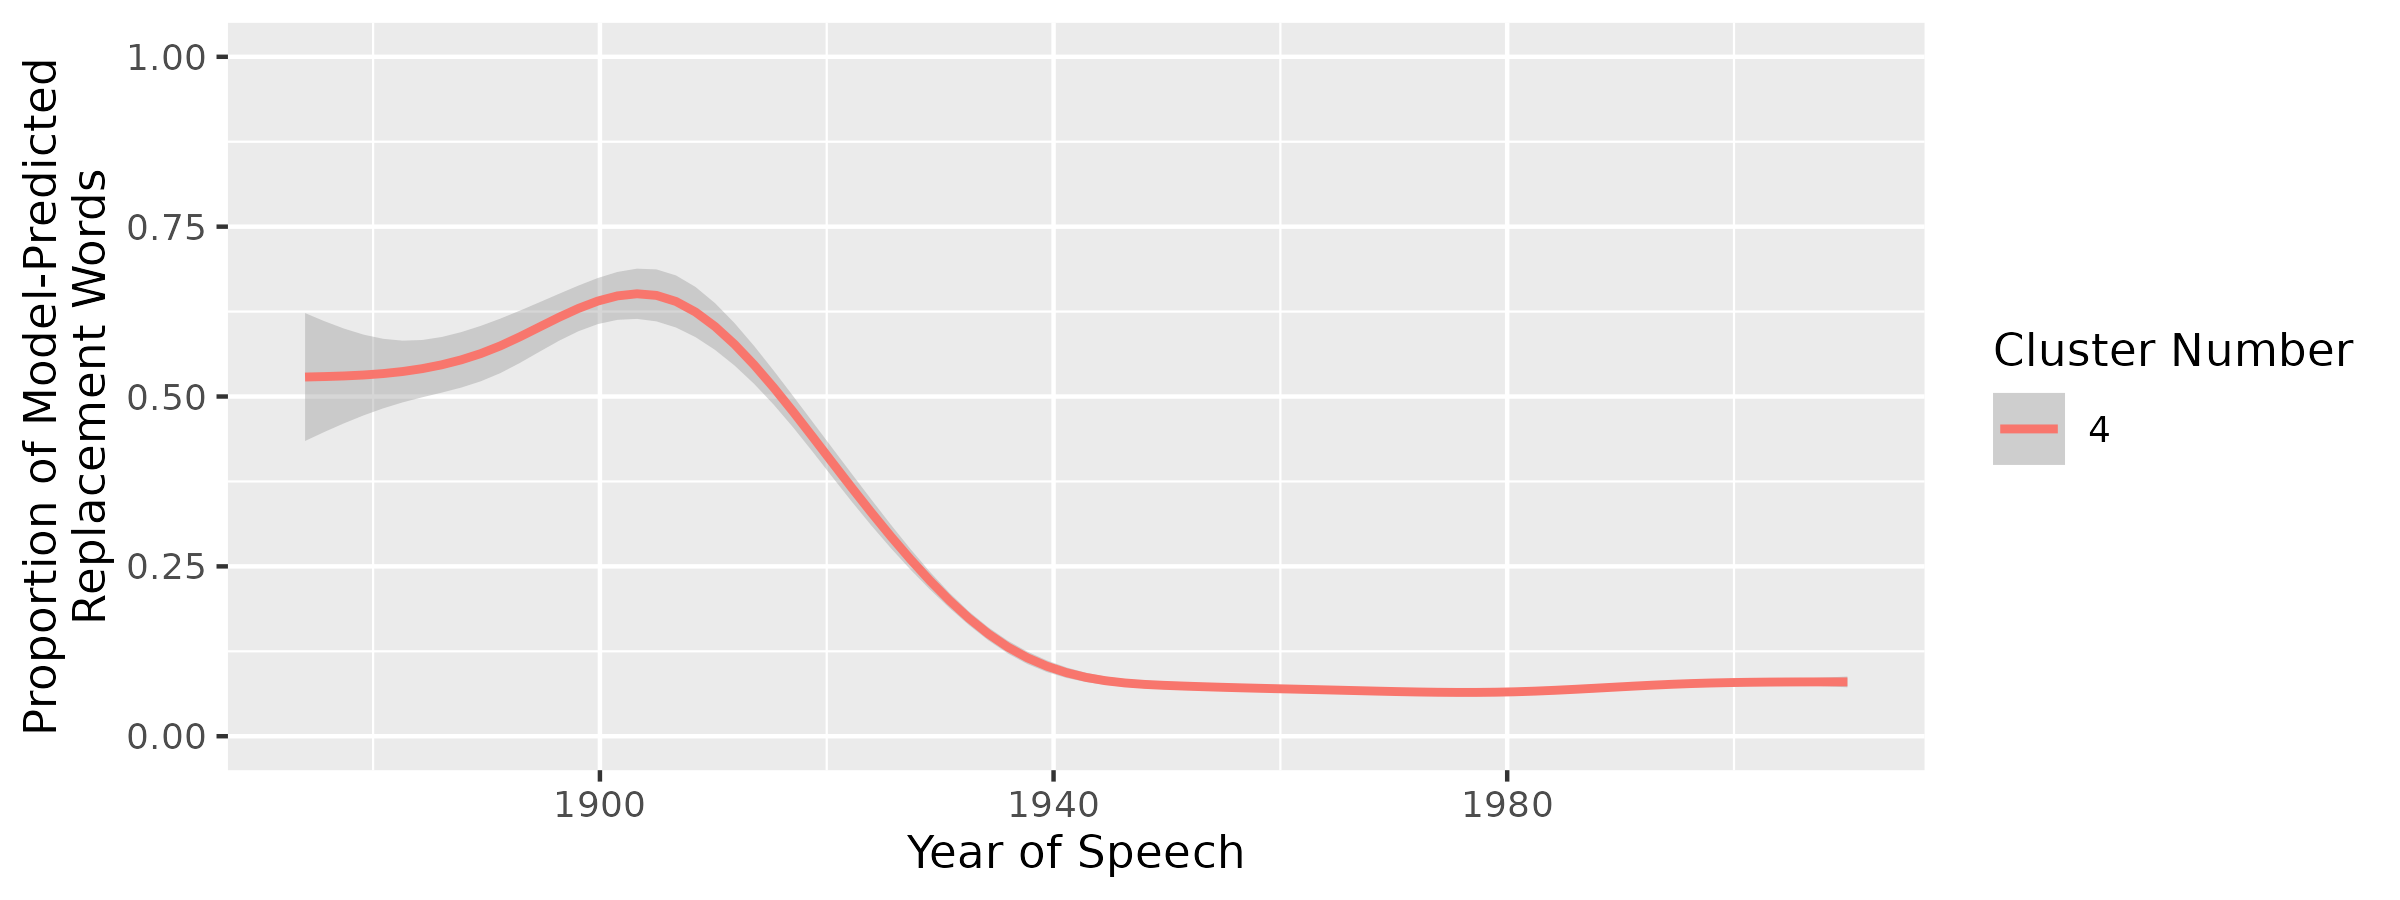 Proportion of Model-Predicted
Replacement Words
1.00
0.75
0.50
0.25
0.00
1900
1940
1980
Year of Speech
Cluster Number
4